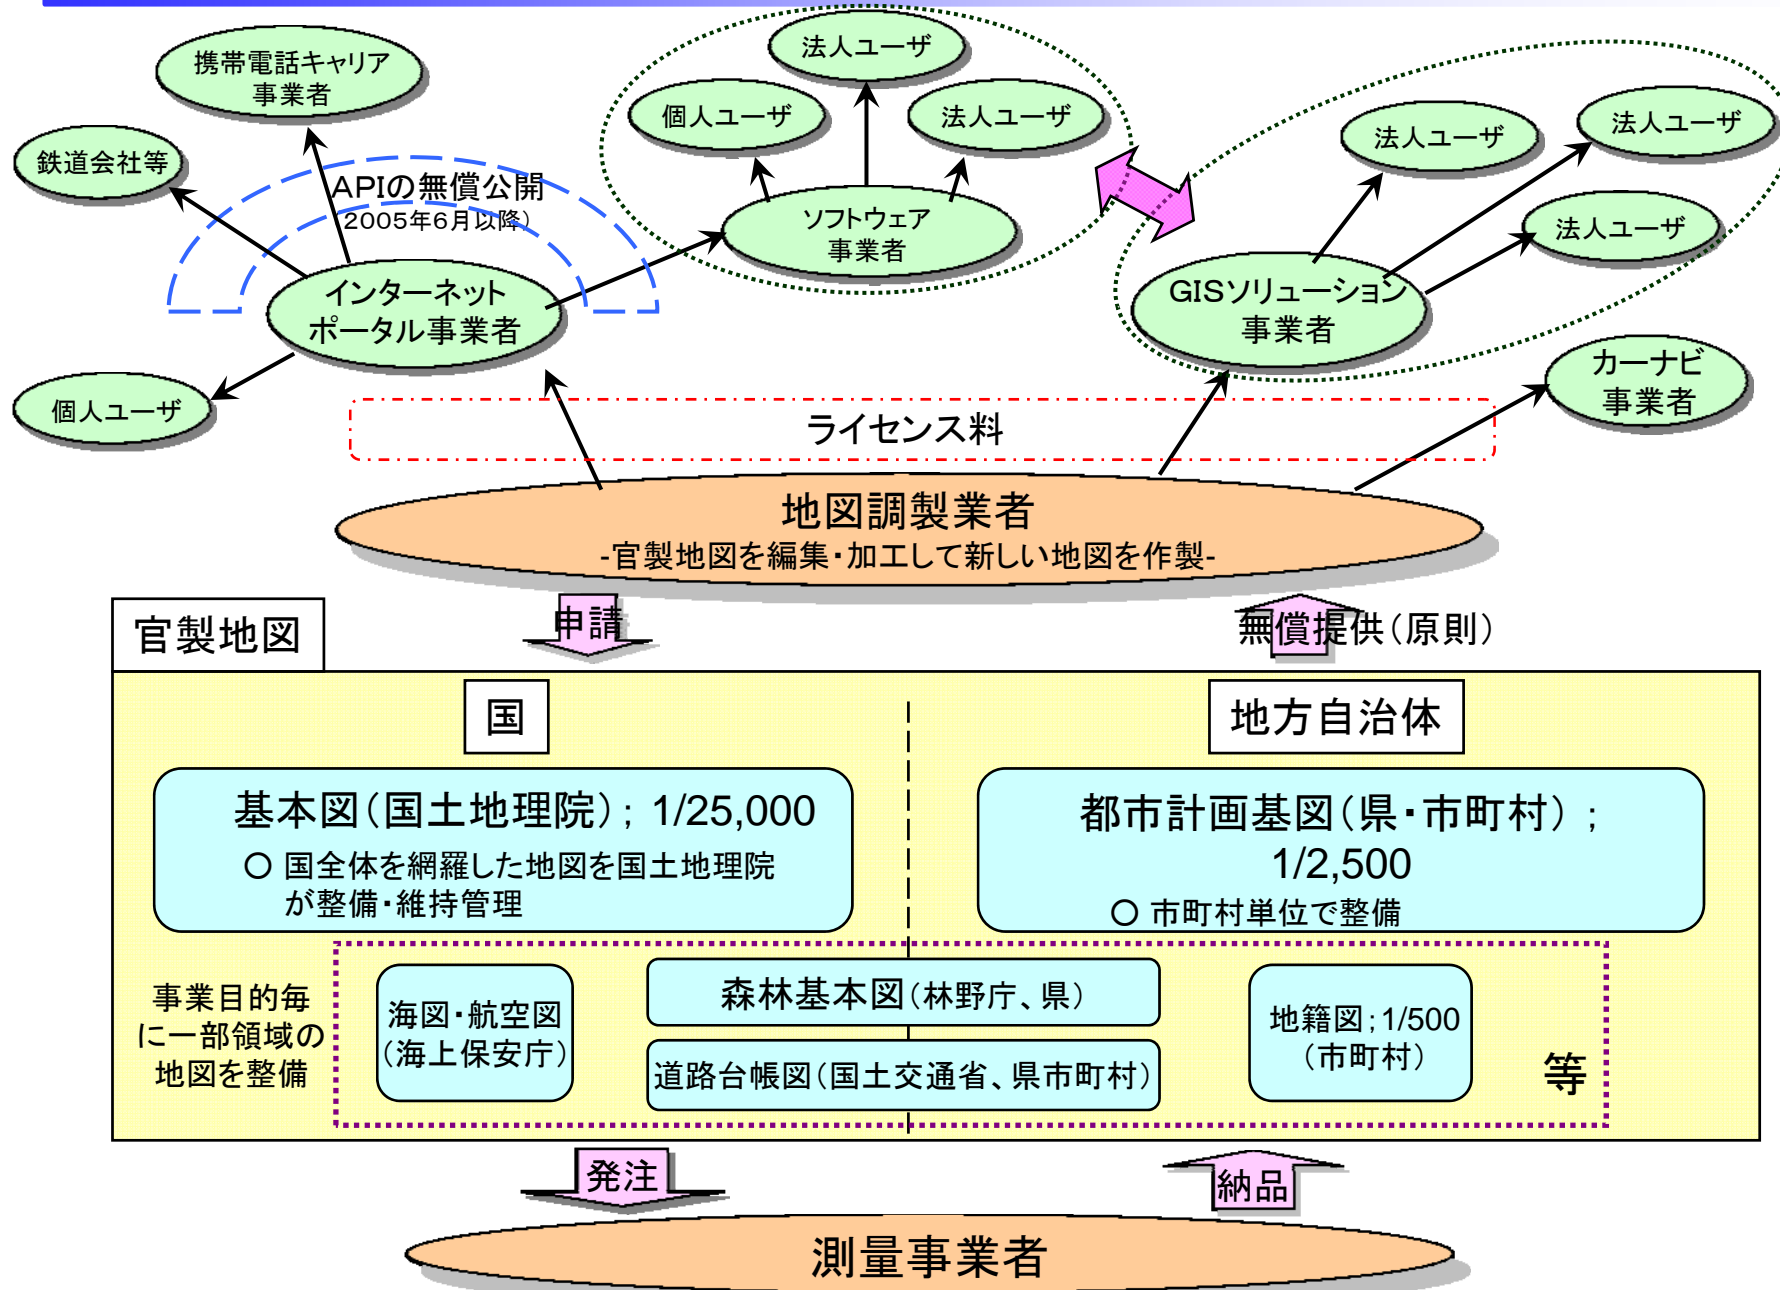 法人ユーザ
携帯電話キャリア
事業者
個人ユーザ
法人ユーザ
法人ユーザ
法人ユーザ
鉄道会社等
APIの無償公開
2005年6月以降）
ソフトウェア
事業者
法人ユーザ
インターネット
ポータル事業者
GISソリューション
事業者
カーナビ
事業者
個人ユーザ
ライセンス料
地図調製業者
-官製地図を編集・加工して新しい地図を作製-
申請
無償提供（原則）
官製地図
国
地方自治体
基本図（国土地理院）；1/25,000
○ 国全体を網羅した地図を国土地理院
が整備・維持管理
都市計画基図（県・市町村）；
1/2,500
○ 市町村単位で整備
事業目的毎
に一部領域の
地図を整備
海図・航空図
（海上保安庁）
森林基本図（林野庁、県）
道路台帳図（国土交通省、県市町村）
地籍図；1/500
（市町村）
等
発注
納品
測量事業者